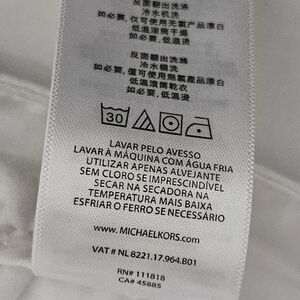 反面翻出洗涤
冷水机洗
如必要,仅可使用无氯产品漂白
低温滚筒干燥
如必要,低温烫
反面翻出洗滌
冷水機洗
如必要,僅可使用無氯產品漂白
低溫滾筒乾衣
如必要,低溫燙
30
LAVAR PELO AVESSO
LAVAR À MÁQUINA COM ÁGUA FRIA
UTILIZAR APENAS ALVEJANTE
SEM CLORO SE IMPRESCINDÍVEL
SECAR NA SECADORA NA
TEMPERATURA MAIS BAIXA
ESFRIAR O FERRO SE NECESSÁRIO
WWW.MICHAELKORS.COM
VAT # NL 8221.17.964.B01
RN# 111818
CA# 45885